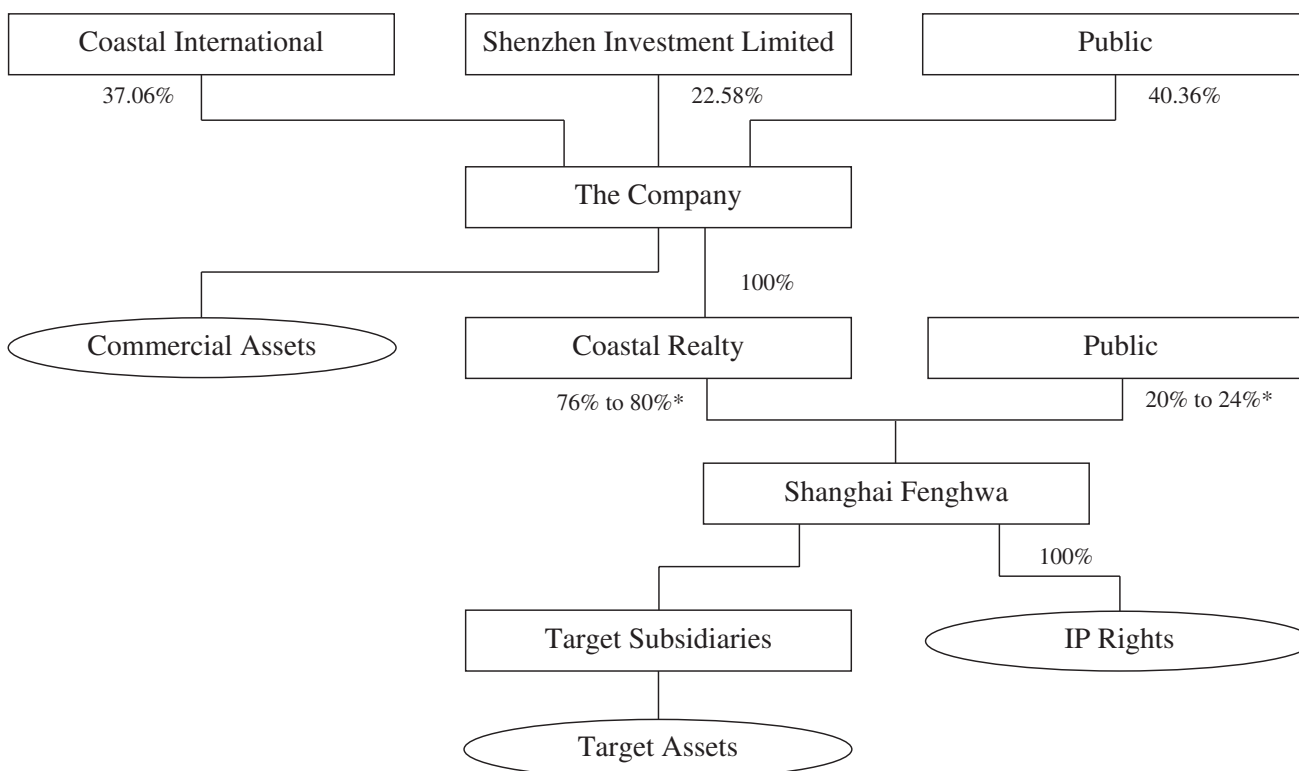 Coastal International
Shenzhen Investment Limited
Public
37.06%
22.58%
40.36%
The Company
100%
Commercial Assets
Coastal Realty
Public
76% to 80%*
20% to 24%*
Shanghai Fenghwa
100%
Target Subsidiaries
IP Rights
Target Assets